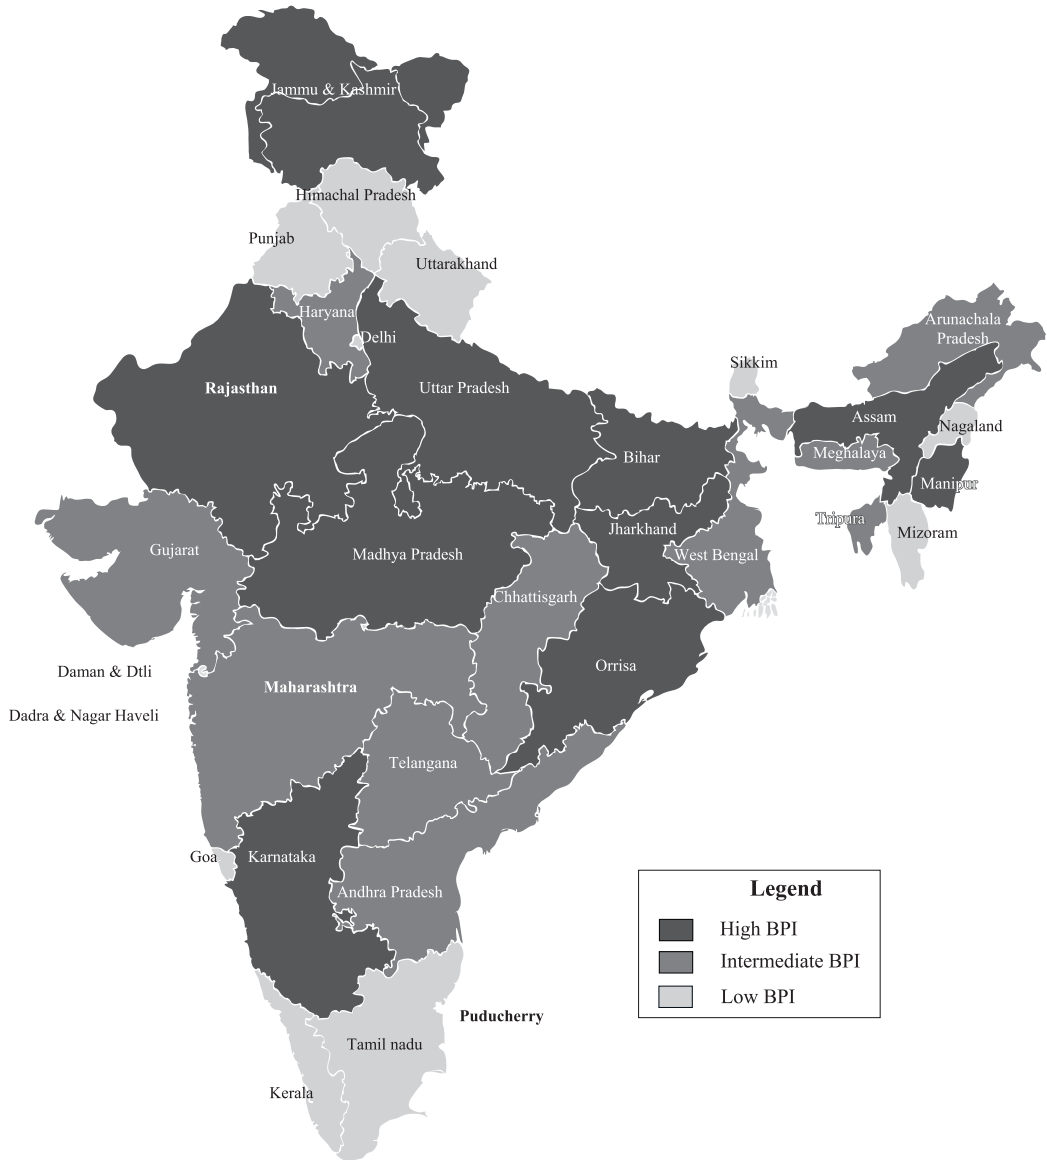 Jammu & Kashmir
Himachal Pradesh
Punjab
Uttarakhand
Haryana
Delhi
Arunachala
Pradesh
Sikkim
Rajasthan
Uttar Pradesh
Assam
Nagaland
Bihar
Meghalaya
Manipur
Tripura
Jharkhand
Mizoram
Gujarat
Madhya Pradesh
West Bengal
Chhattisgarh
Orrisa
Daman & Dtli
Maharashtra
Dadra & Nagar Haveli
Telangana
Goa
Karnataka
Andhra Pradesh
Legend
High BPI
Intermediate BPI
Low BPI
Puducherry
Tamil nadu
Kerala